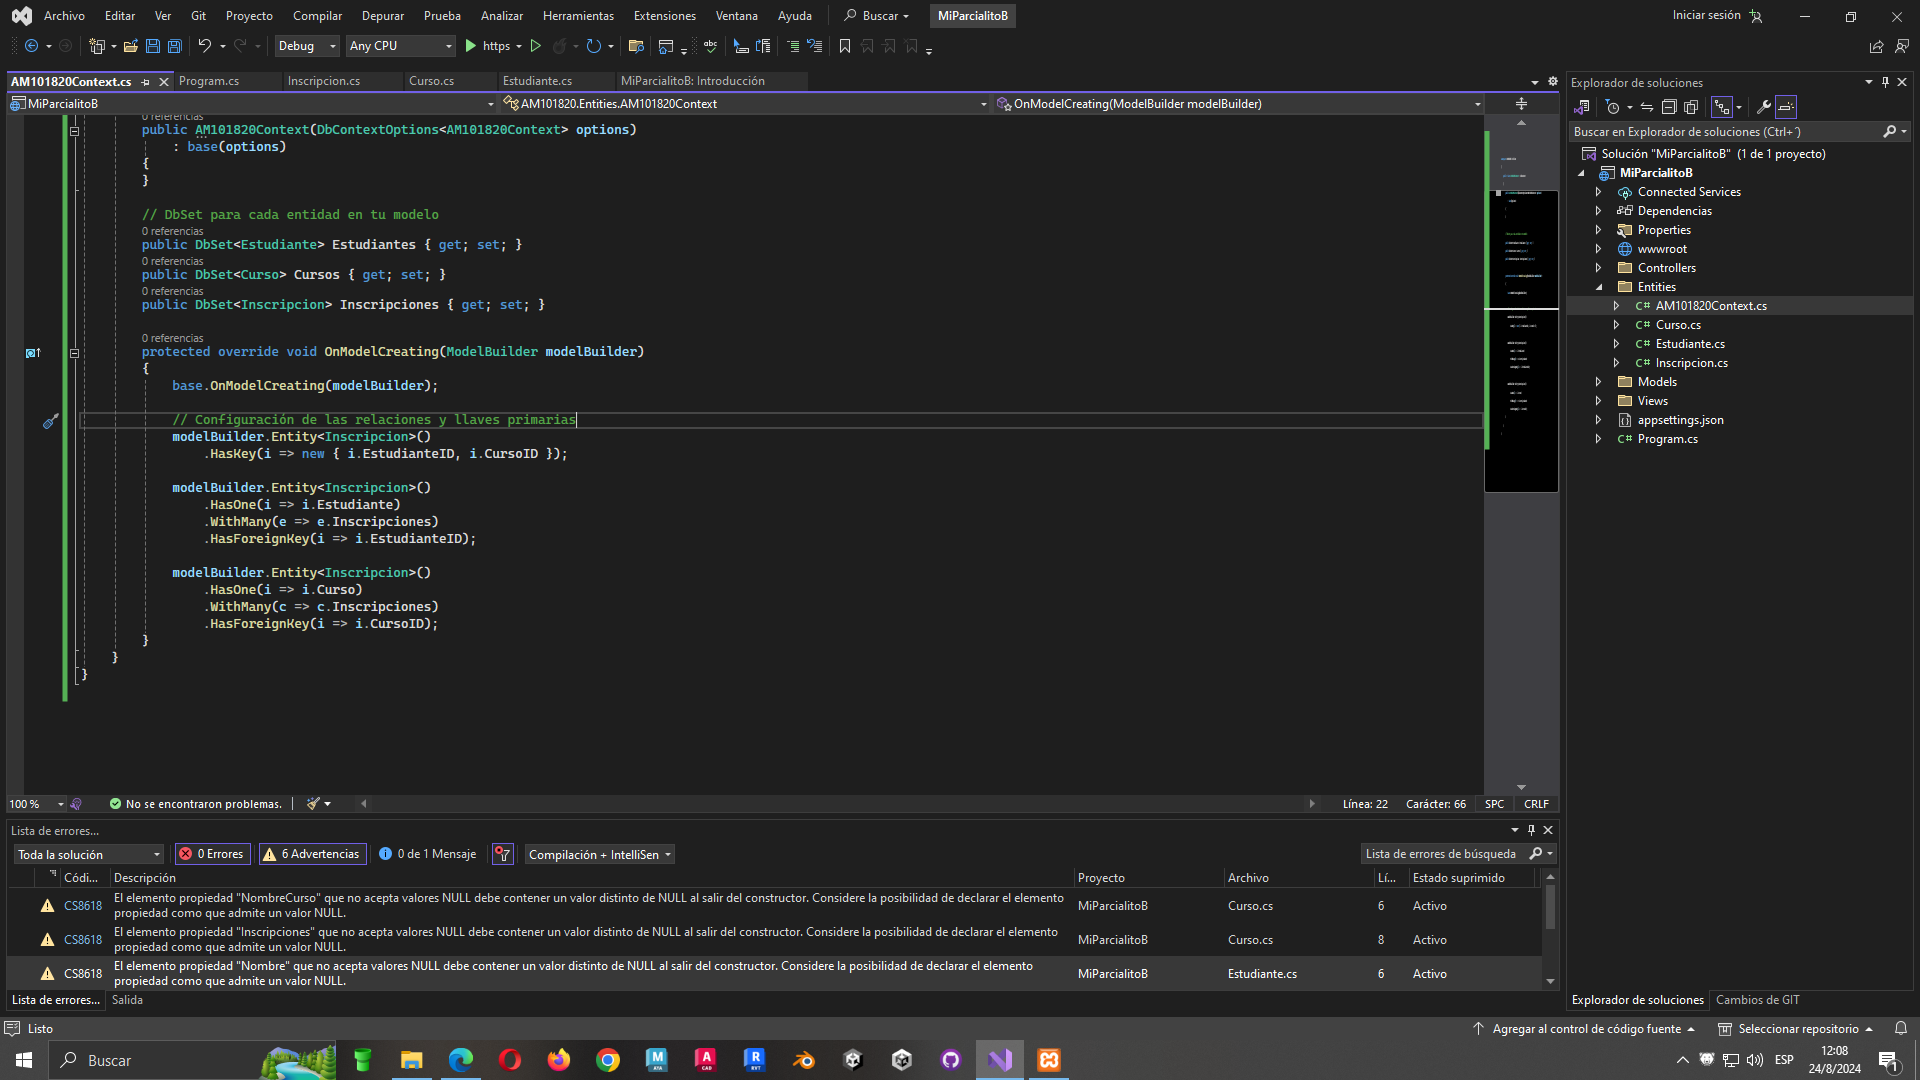 Archivo Editar Ver Git Proyecto Compilar Depurar Prueba Analizar Herramientas Extensiones Ventana Ayuda Buscar MiParcialitoB Iniciar sesión
Debug Any CPU https
AM101820Context.cs Program.cs Inscripcion.cs Curso.cs Estudiante.cs MiParcialitoB: Introducción
MiParcialitoB AM101820.Entities.AM101820Context OnModelCreating(ModelBuilder modelBuilder)
0 referencias
public AM101820Context(DbContextOptions<AM101820Context> options)
: base(options)
{
}
// DbSet para cada entidad en tu modelo
0 referencias
public DbSet<Estudiante> Estudiantes { get; set; }
0 referencias
public DbSet<Curso> Cursos { get; set; }
0 referencias
public DbSet<Inscripcion> Inscripciones { get; set; }
0 referencias
protected override void OnModelCreating(ModelBuilder modelBuilder)
{
base.OnModelCreating(modelBuilder);
// Configuración de las relaciones y llaves primarias
modelBuilder.Entity<Inscripcion>()
.HasKey(i => new { i.EstudianteID, i.CursoID });
modelBuilder.Entity<Inscripcion>()
.HasOne(i => i.Estudiante)
.WithMany(e => e.Inscripciones)
.HasForeignKey(i => i.EstudianteID);
modelBuilder.Entity<Inscripcion>()
.HasOne(i => i.Curso)
.WithMany(c => c.Inscripciones)
.HasForeignKey(i => i.CursoID);
}
}
}
100 % No se encontraron problemas. Línea: 22 Carácter: 66 SPC CRLF
Lista de errores...
Toda la solución 0 Errores 6 Advertencias 0 de 1 Mensaje Compilación + IntelliSen Lista de errores de búsqueda
Códi... Descripción Proyecto Archivo Lí... Estado suprimido
CS8618 El elemento propiedad "NombreCurso" que no acepta valores NULL debe contener un valor distinto de NULL al salir del constructor. Considere la posibilidad de declarar el elemento
propiedad como que admite un valor NULL. MiParcialitoB Curso.cs 6 Activo
CS8618 El elemento propiedad "Inscripciones" que no acepta valores NULL debe contener un valor distinto de NULL al salir del constructor. Considere la posibilidad de declarar el elemento
propiedad como que admite un valor NULL. MiParcialitoB Curso.cs 8 Activo
CS8618 El elemento propiedad "Nombre" que no acepta valores NULL debe contener un valor distinto de NULL al salir del constructor. Considere la posibilidad de declarar el elemento
propiedad como que admite un valor NULL. MiParcialitoB Estudiante.cs 6 Activo
Lista de errores... Salida
Explorador de soluciones
Buscar en Explorador de soluciones (Ctrl+´)
Solución "MiParcialitoB" (1 de 1 proyecto)
MiParcialitoB
Connected Services
Dependencias
Properties
wwwroot
Controllers
Entities
C# AM101820Context.cs
C# Curso.cs
C# Estudiante.cs
C# Inscripcion.cs
Models
Views
appsettings.json
C# Program.cs
Explorador de soluciones Cambios de GIT
Listo Agregar al control de código fuente Seleccionar repositorio
Buscar
ESP
12:08
24/8/2024